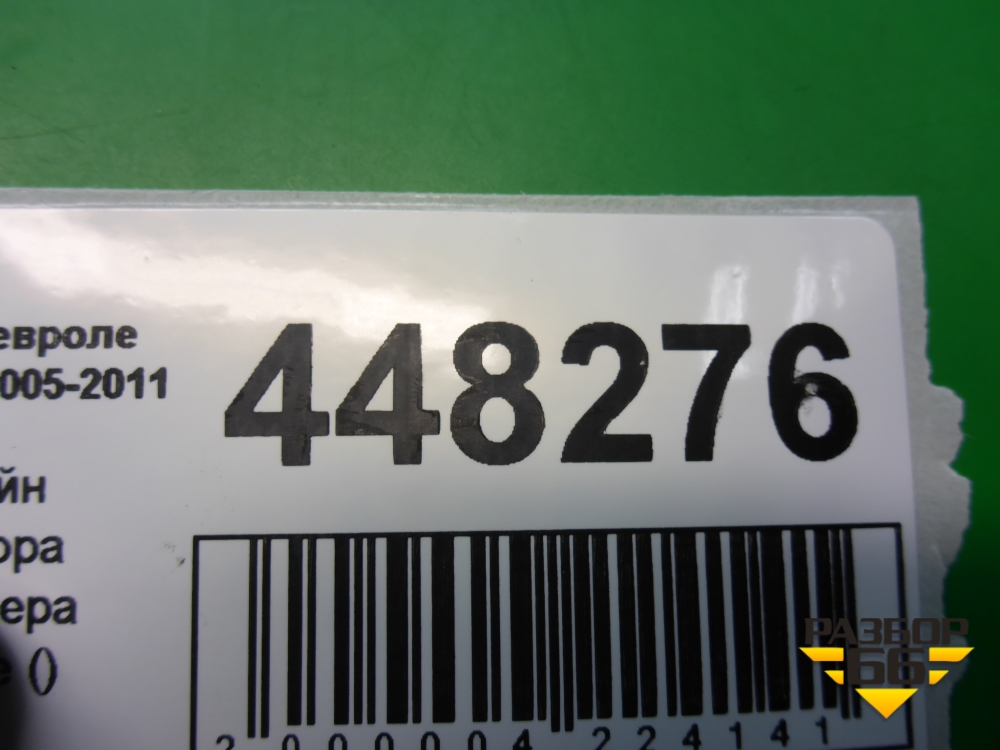 евроле
005-2011
448276
йн
ора
ера
е ()
2 000004 224141
РАЗБОР
66